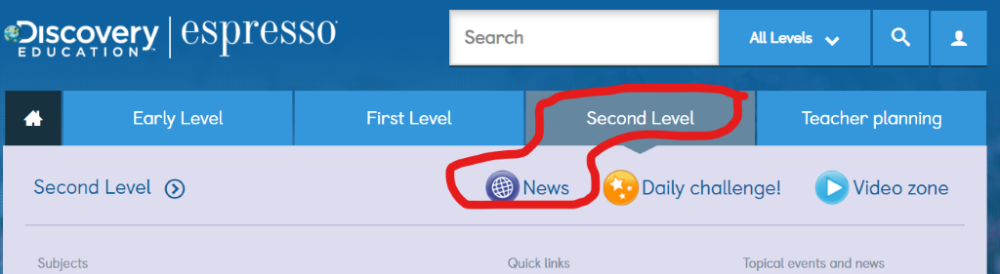 Discovery EDUCATION espresso
Search
All Levels
Early Level
First Level
Second Level
Teacher planning
Second Level
News
Daily challenge!
Video zone
Subjects
Quick links
Topical events and news